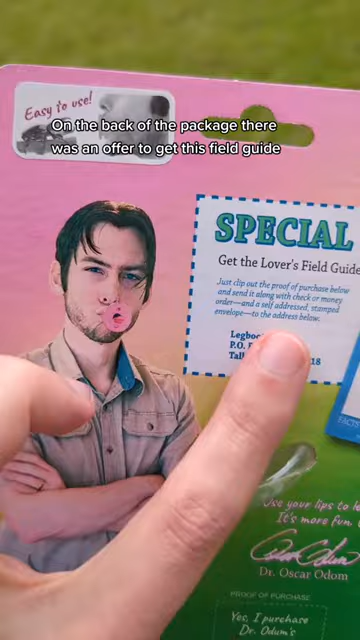 Easy to use!
On the back of the package there
was an offer to get this field guide
SPECIAL
Get the Lover's Field Guide
Just clip out the proof of purchase below
and send it along with check or money
order—and a self addressed, stamped
envelope—to the address below.
P.O.
18
FACTS
Use your lips to
It's more fun.
Dr. Oscar Odom
PROOF OF PURCHASE
Yes, I purchase
Dr. Odom's